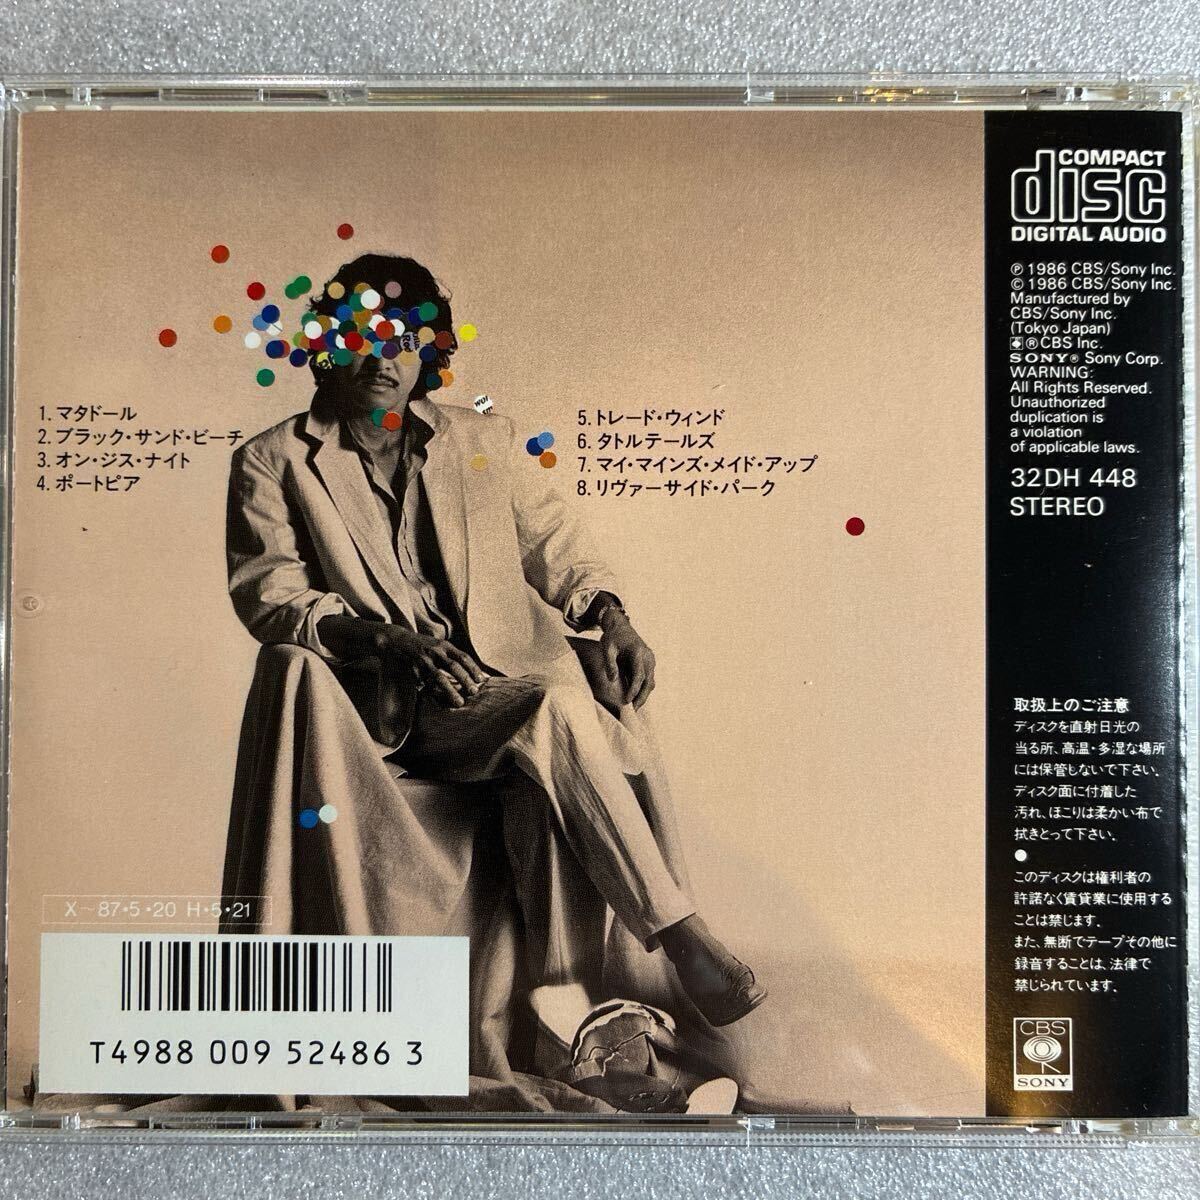 1. マタドール
2. ブラック・サンド・ビーチ
3. オン・ジス・ナイト
4. ポートピア
5. トレード・ウィンド
6. タトルテールズ
7. マイ・マインズ・メイド・アップ
8. リヴァーサイド・パーク
COMPACT
disc
DIGITAL AUDIO
℗ 1986 CBS/Sony Inc.
© 1986 CBS/Sony Inc.
Manufactured by
CBS/Sony Inc.
(Tokyo Japan)
® CBS Inc.
SONY® Sony Corp.
WARNING:
All Rights Reserved.
Unauthorized
duplication is
a violation
of applicable laws.
32DH 448
STEREO
取扱上のご注意
ディスクを直射日光の
当る所、高温・多湿な場所
には保管しないで下さい。
ディスク面に付着した
汚れ、ほこりは柔かい布で
拭きとって下さい。
●
このディスクは権利者の
許諾なく賃貸業に使用する
ことは禁じます。
また、無断でテープその他に
録音することは、法律で
禁じられています。
CBS
SONY
X〜87・5・20 H・5・21
T4988 009 52486 3